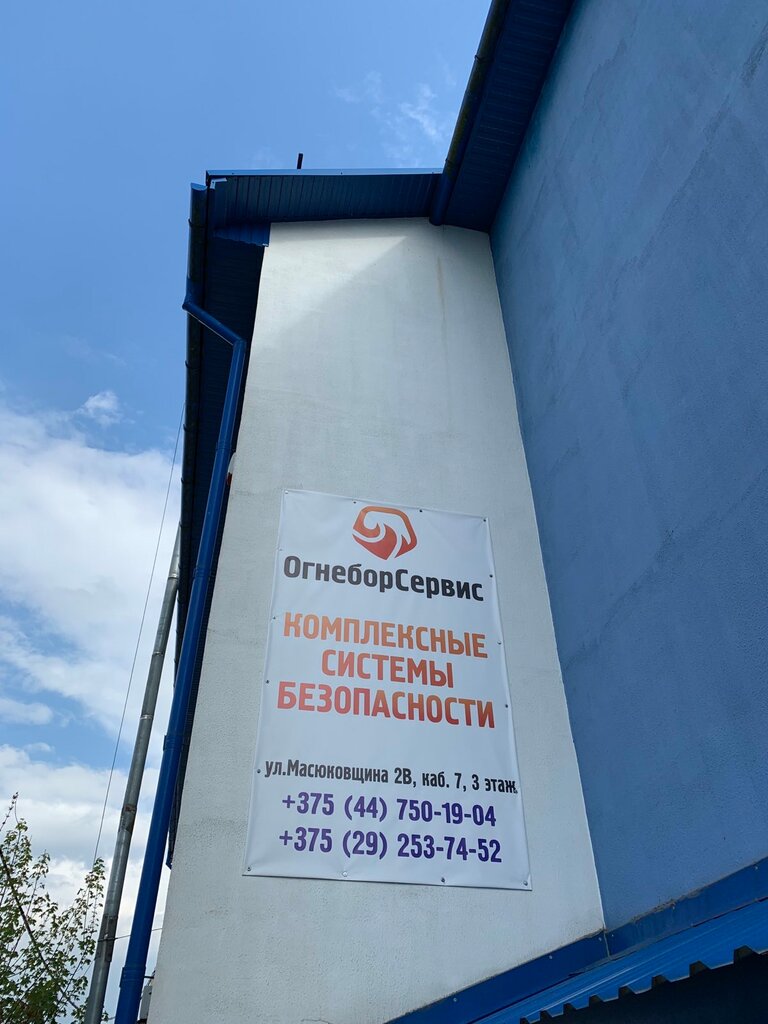 ОгнеборСервис
КОМПЛЕКСНЫЕ
СИСТЕМЫ
БЕЗОПАСНОСТИ
ул.Масюковщина 2В, каб. 7, 3 этаж
+375 (44) 750-19-04
+375 (29) 253-74-52